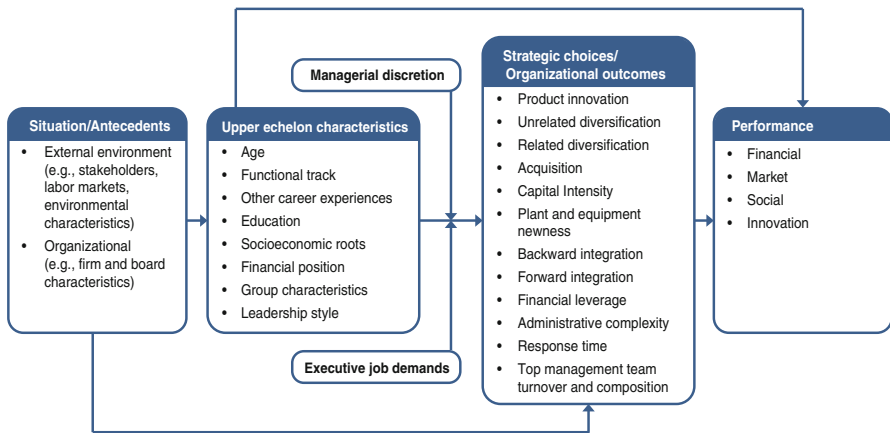 Managerial discretion
Situation/Antecedents
• External environment
(e.g., stakeholders,
labor markets,
environmental
characteristics)
• Organizational
(e.g., firm and board
characteristics)
Upper echelon characteristics
• Age
• Functional track
• Other career experiences
• Education
• Socioeconomic roots
• Financial position
• Group characteristics
• Leadership style
Executive job demands
Strategic choices/
Organizational outcomes
• Product innovation
• Unrelated diversification
• Related diversification
• Acquisition
• Capital Intensity
• Plant and equipment
newness
• Backward integration
• Forward integration
• Financial leverage
• Administrative complexity
• Response time
• Top management team
turnover and composition
Performance
• Financial
• Market
• Social
• Innovation